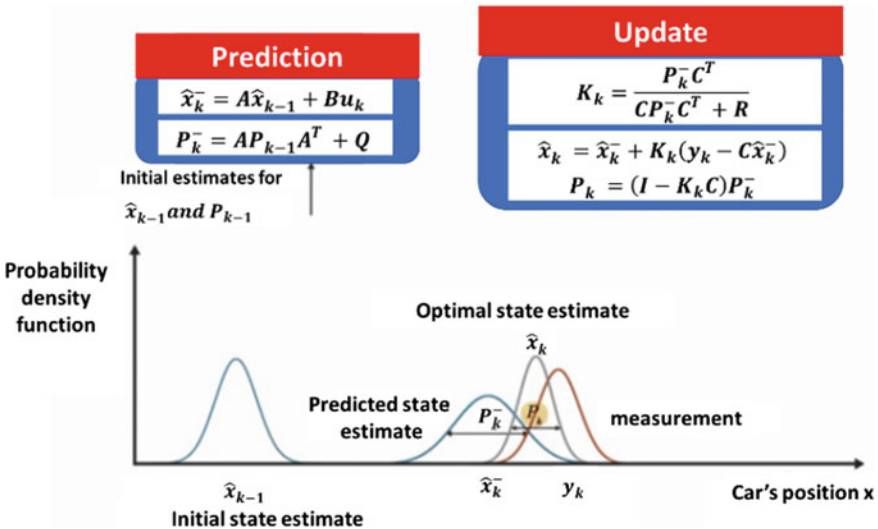 Prediction
x̂ₖ⁻ = Ax̂ₖ₋₁ + Buₖ
Pₖ⁻ = APₖ₋₁Aᵀ + Q
Initial estimates for
x̂ₖ₋₁ and Pₖ₋₁
Update
Kₖ = Pₖ⁻Cᵀ / CPₖ⁻Cᵀ + R
x̂ₖ = x̂ₖ⁻ + Kₖ(yₖ − Cx̂ₖ⁻)
Pₖ = (I − KₖC)Pₖ⁻
Probability
density
function
Optimal state estimate
x̂ₖ
Predicted state
estimate
Pₖ⁻
Pₖ
measurement
x̂ₖ₋₁
Initial state estimate
x̂ₖ⁻
yₖ
Car's position x